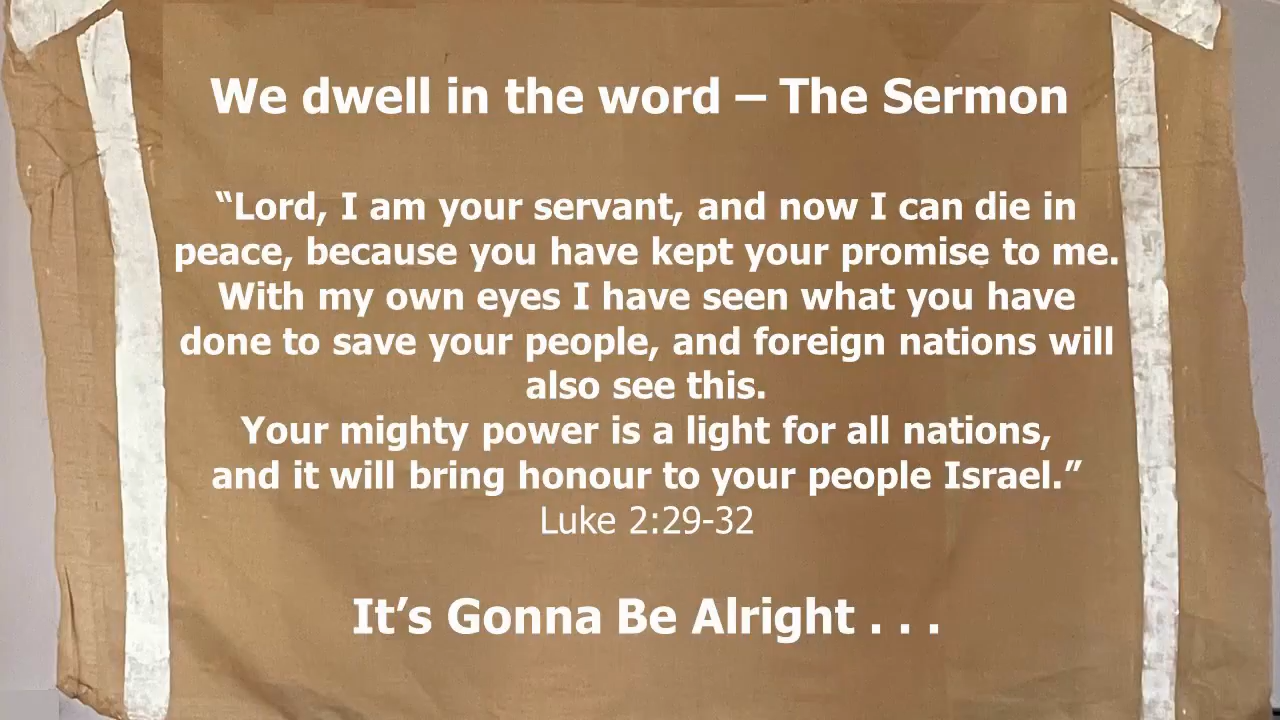 We dwell in the word – The Sermon
“Lord, I am your servant, and now I can die in
peace, because you have kept your promise to me.
With my own eyes I have seen what you have
done to save your people, and foreign nations will
also see this.
Your mighty power is a light for all nations,
and it will bring honour to your people Israel.”
Luke 2:29-32
It’s Gonna Be Alright . . .